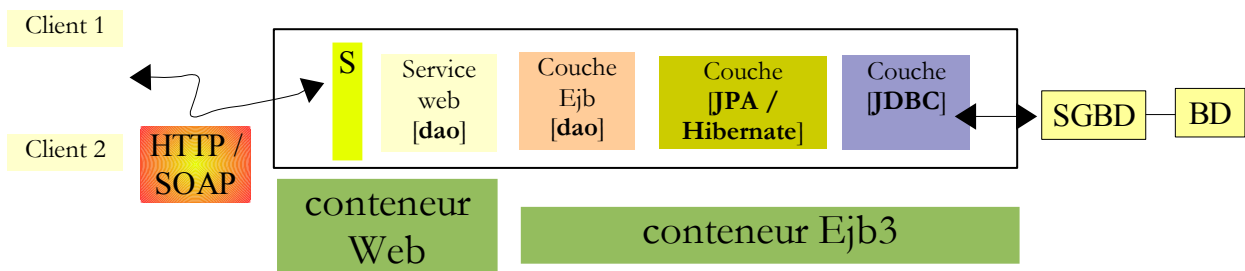 Client 1
Client 2
HTTP /
SOAP
S
Service
web
[dao]
Couche
Ejb
[dao]
Couche
[JPA /
Hibernate]
Couche
[JDBC]
SGBD
BD
conteneur
Web
conteneur Ejb3